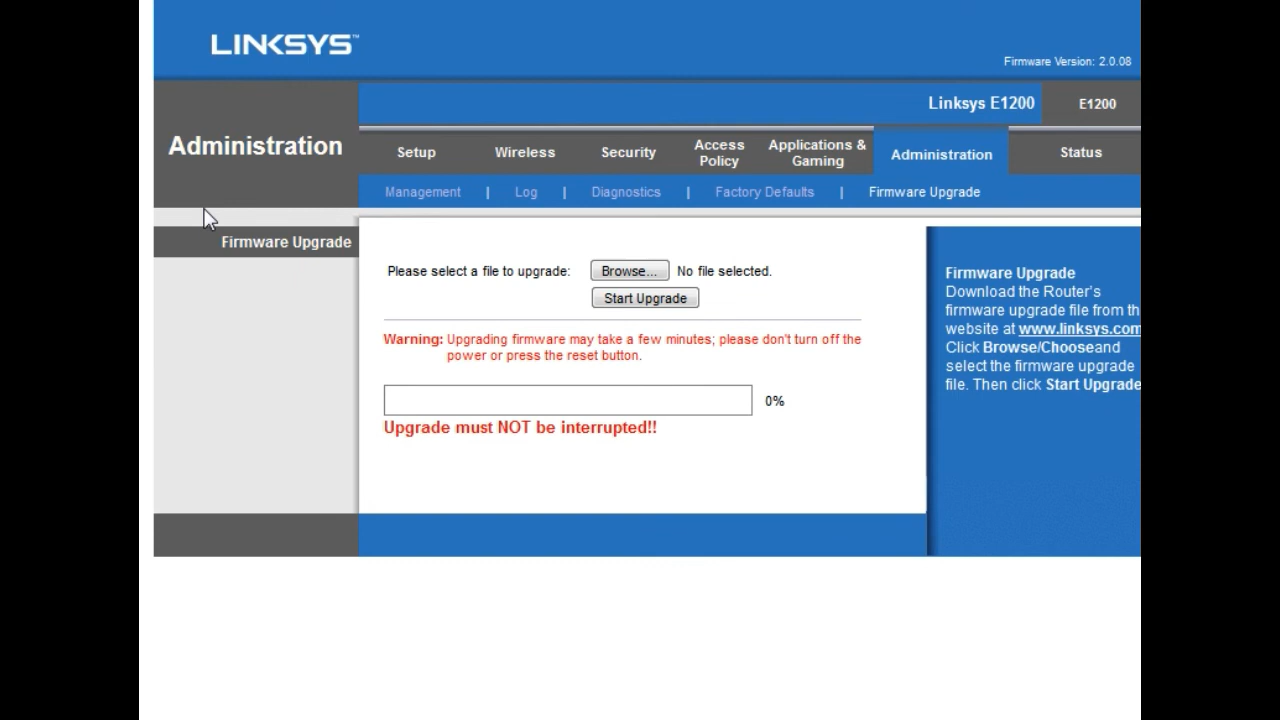 LINKSYS™
Firmware Version: 2.0.08
Linksys E1200
E1200
Administration
Setup
Wireless
Security
Access
Policy
Applications &
Gaming
Administration
Status
Management | Log | Diagnostics | Factory Defaults | Firmware Upgrade
Firmware Upgrade
Please select a file to upgrade: Browse... No file selected.
Start Upgrade
Warning: Upgrading firmware may take a few minutes; please don't turn off the
power or press the reset button.
0%
Upgrade must NOT be interrupted!!
Firmware Upgrade
Download the Router's
firmware upgrade file from th
website at www.linksys.com
Click Browse/Chooseand
select the firmware upgrade
file. Then click Start Upgrade